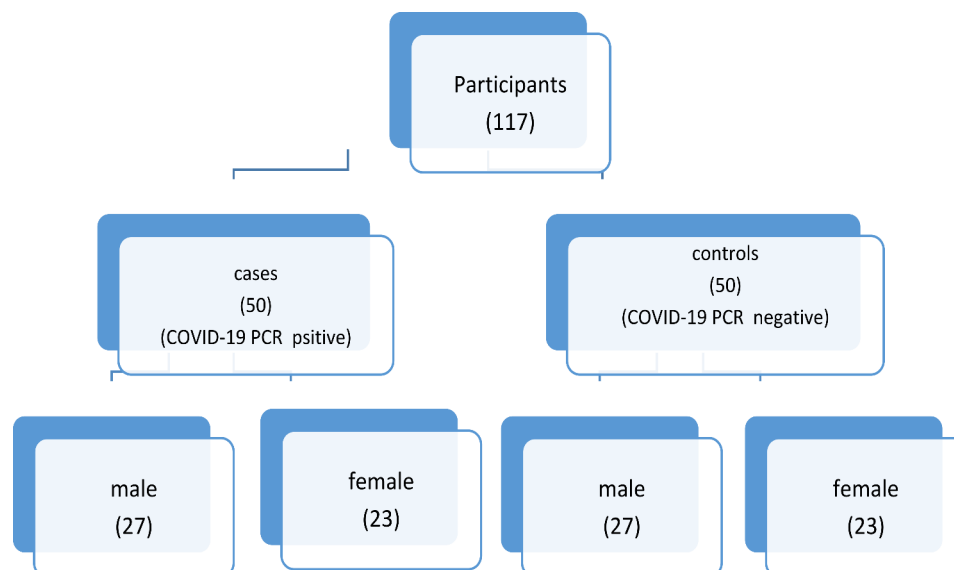 Participants
(117)
cases
(50)
(COVID-19 PCR psitive)
controls
(50)
(COVID-19 PCR negative)
male
(27)
female
(23)
male
(27)
female
(23)